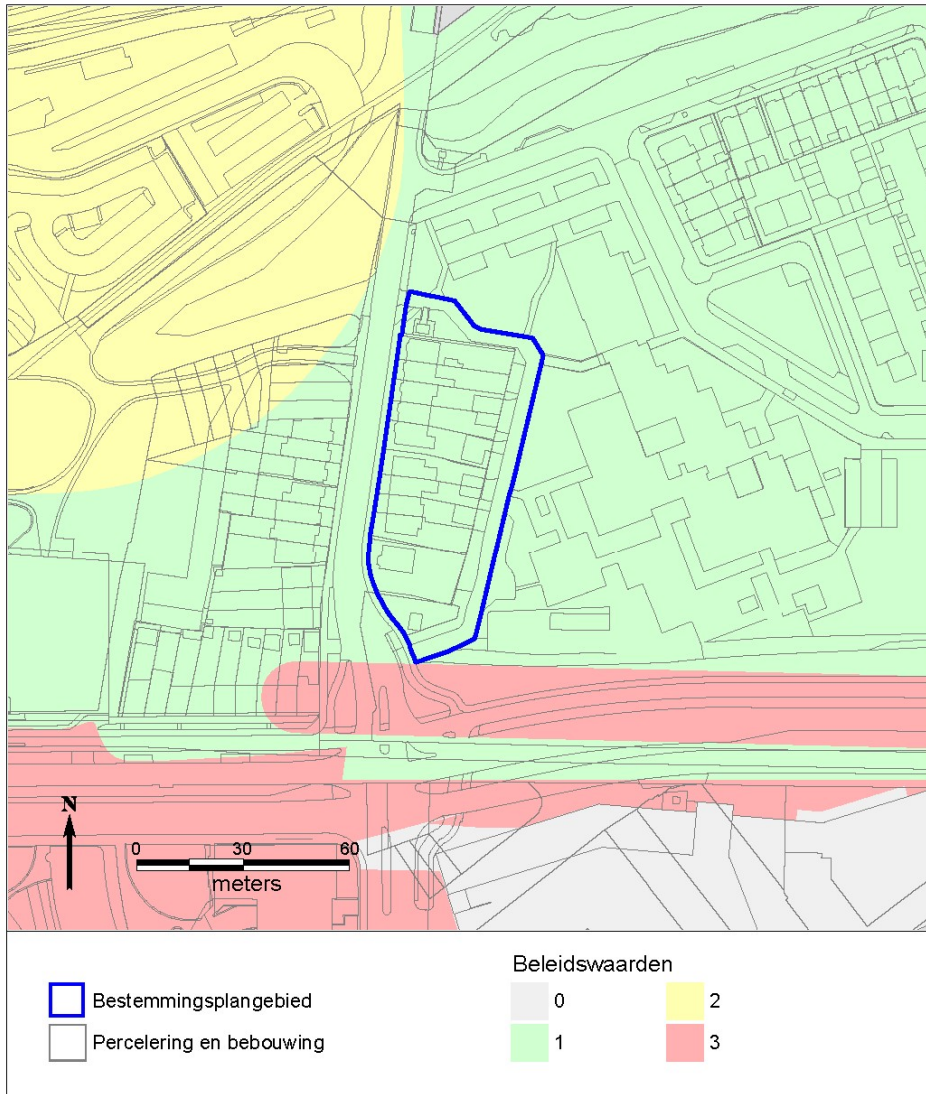 N
0 30 60
meters
Beleidswaarden
Bestemmingsplangebied
0
2
Percelering en bebouwing
1
3